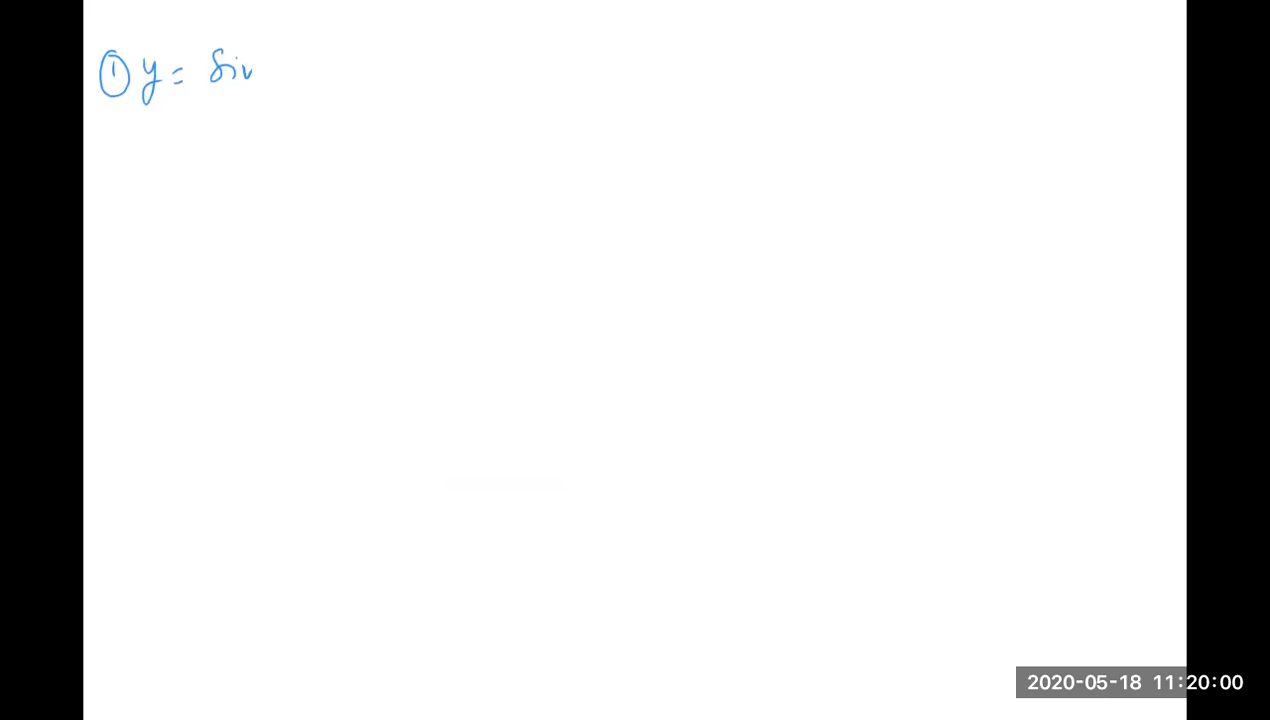 ① y = sin
2020-05-18 11:20:00